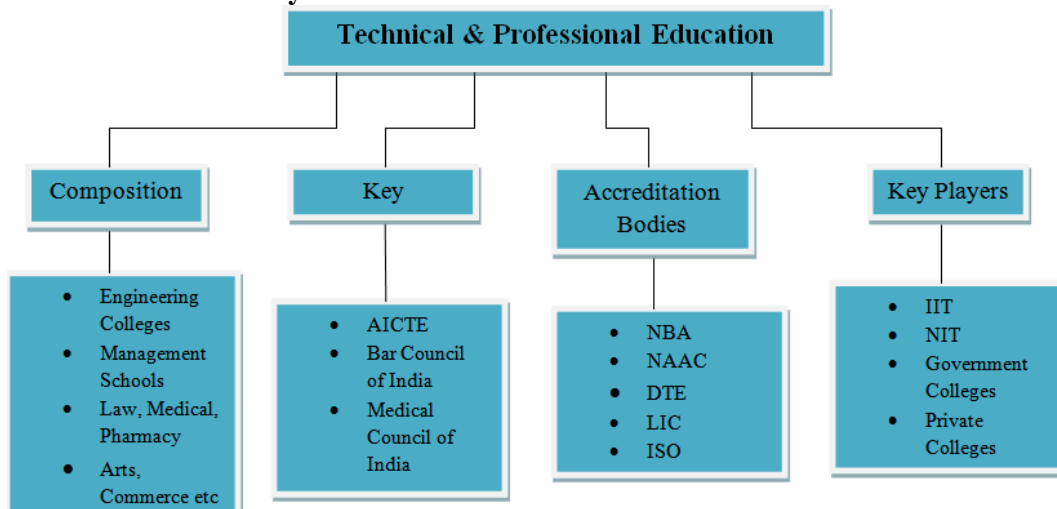 Technical & Professional Education
Composition
Key
Accreditation
Bodies
Key Players
• Engineering
Colleges
• Management
Schools
• Law, Medical,
Pharmacy
• Arts,
Commerce etc
• AICTE
• Bar Council
of India
• Medical
Council of
India
• NBA
• NAAC
• DTE
• LIC
• ISO
• IIT
• NIT
• Government
Colleges
• Private
Colleges